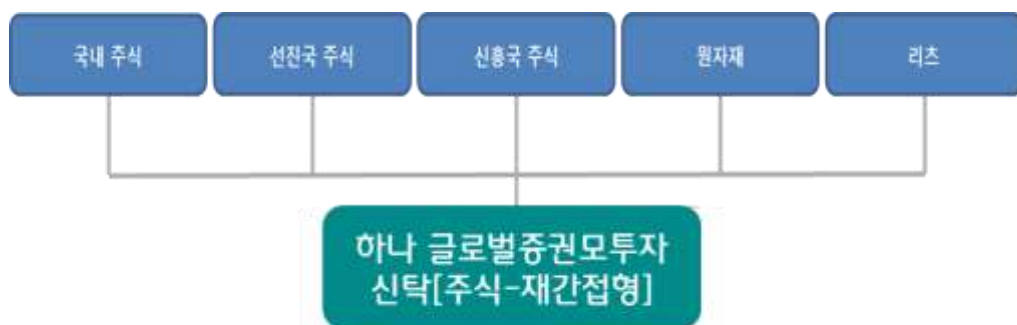 국내 주식
선진국 주식
신흥국 주식
원자재
리츠
하나 글로벌증권모투자
신탁[주식-재간접형]